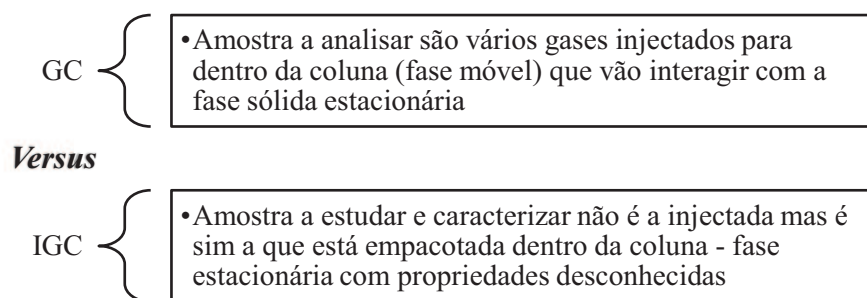 GC
•Amostra a analisar são vários gases injectados para
dentro da coluna (fase móvel) que vão interagir com a
fase sólida estacionária
Versus
IGC
•Amostra a estudar e caracterizar não é a injectada mas é
sim a que está empacotada dentro da coluna - fase
estacionária com propriedades desconhecidas